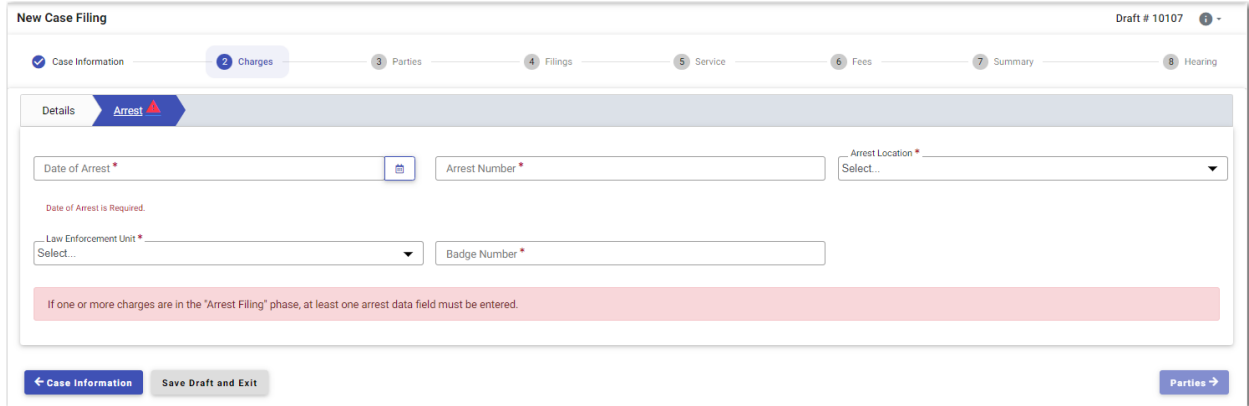 New Case Filing
Draft # 10107
Case Information
2 Charges
3 Parties
4 Filings
5 Service
6 Fees
7 Summary
8 Hearing
Details
Arrest
Date of Arrest *
Arrest Number *
Arrest Location *
Select...
Date of Arrest is Required.
Law Enforcement Unit *
Select...
Badge Number *
If one or more charges are in the "Arrest Filing" phase, at least one arrest data field must be entered.
← Case Information
Save Draft and Exit
Parties →